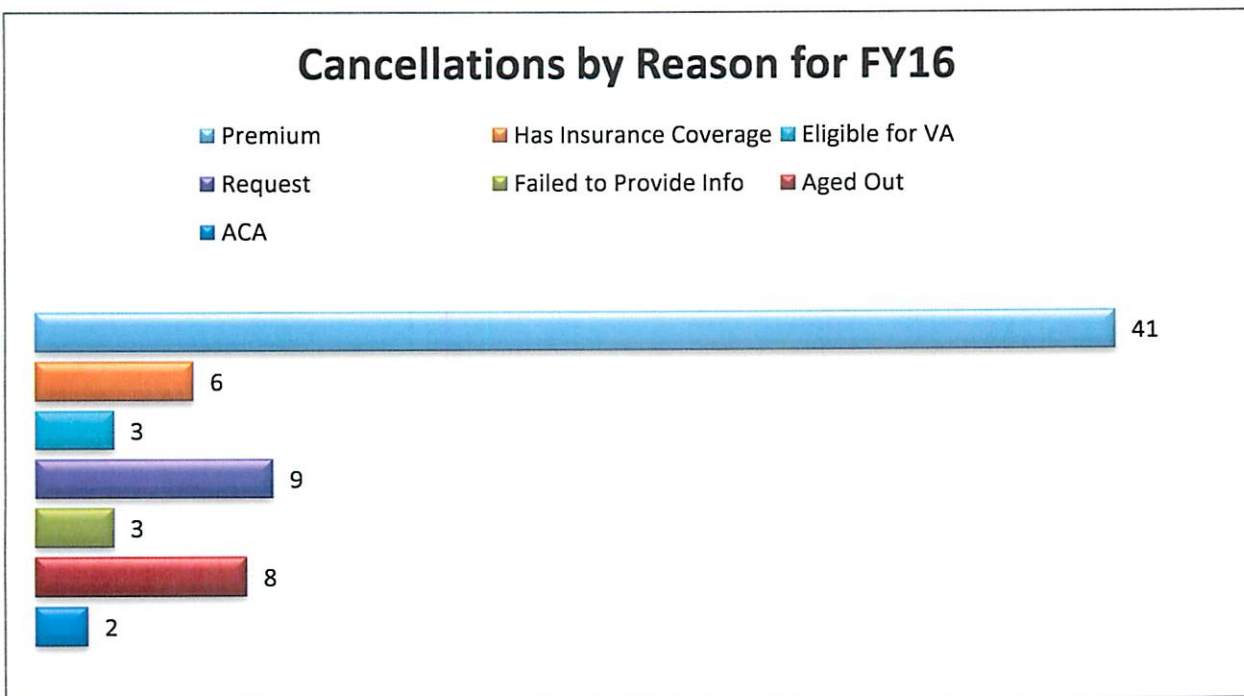 Cancellations by Reason for FY16
Premium Has Insurance Coverage Eligible for VA
Request Failed to Provide Info Aged Out
ACA
41
6
3
9
3
8
2